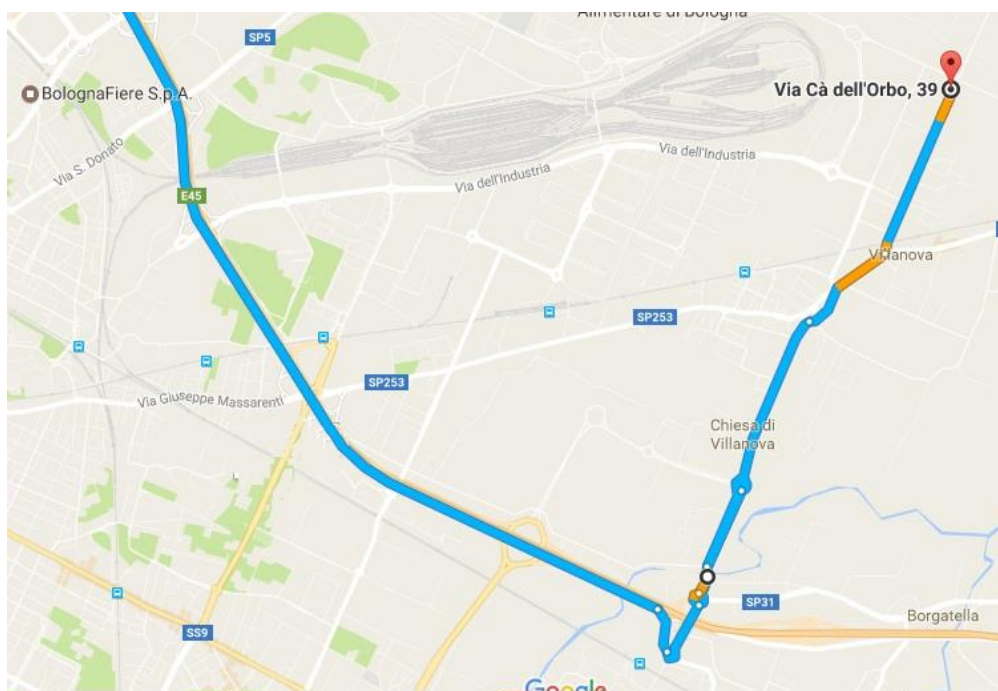 Alimentare di Bologna
SP5
BolognaFiere S.p.A.
Via Cà dell'Orbo, 39
Via S. Donato
Via dell'Industria
Via dell'Industria
E45
Villanova
SP253
SP253
Via Giuseppe Massarenti
Chiesa di
Villanova
SP31
Borgatella
SS9
Google